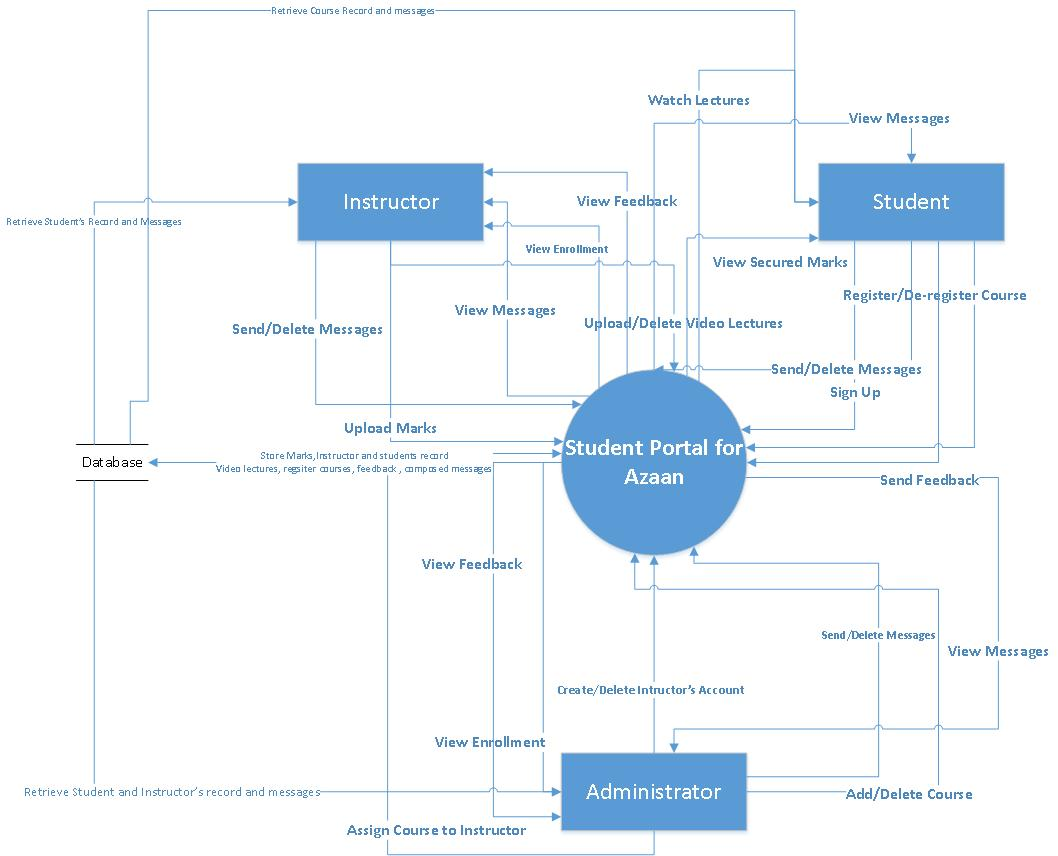 Retrieve Course Record and messages
Watch Lectures
View Messages
Instructor
Student
View Feedback
Retrieve Student's Record and Messages
View Enrollment
View Secured Marks
Register/De-register Course
View Messages
Upload/Delete Video Lectures
Send/Delete Messages
Send/Delete Messages
Sign Up
Upload Marks
Student Portal for
Azaan
Store Marks,Instructor and students record
Video lectures, regsiter courses, feedback , composed messages
Database
Send Feedback
View Feedback
Send/Delete Messages
View Messages
Create/Delete Intructor's Account
View Enrollment
Administrator
Retrieve Student and Instructor's record and messages
Add/Delete Course
Assign Course to Instructor